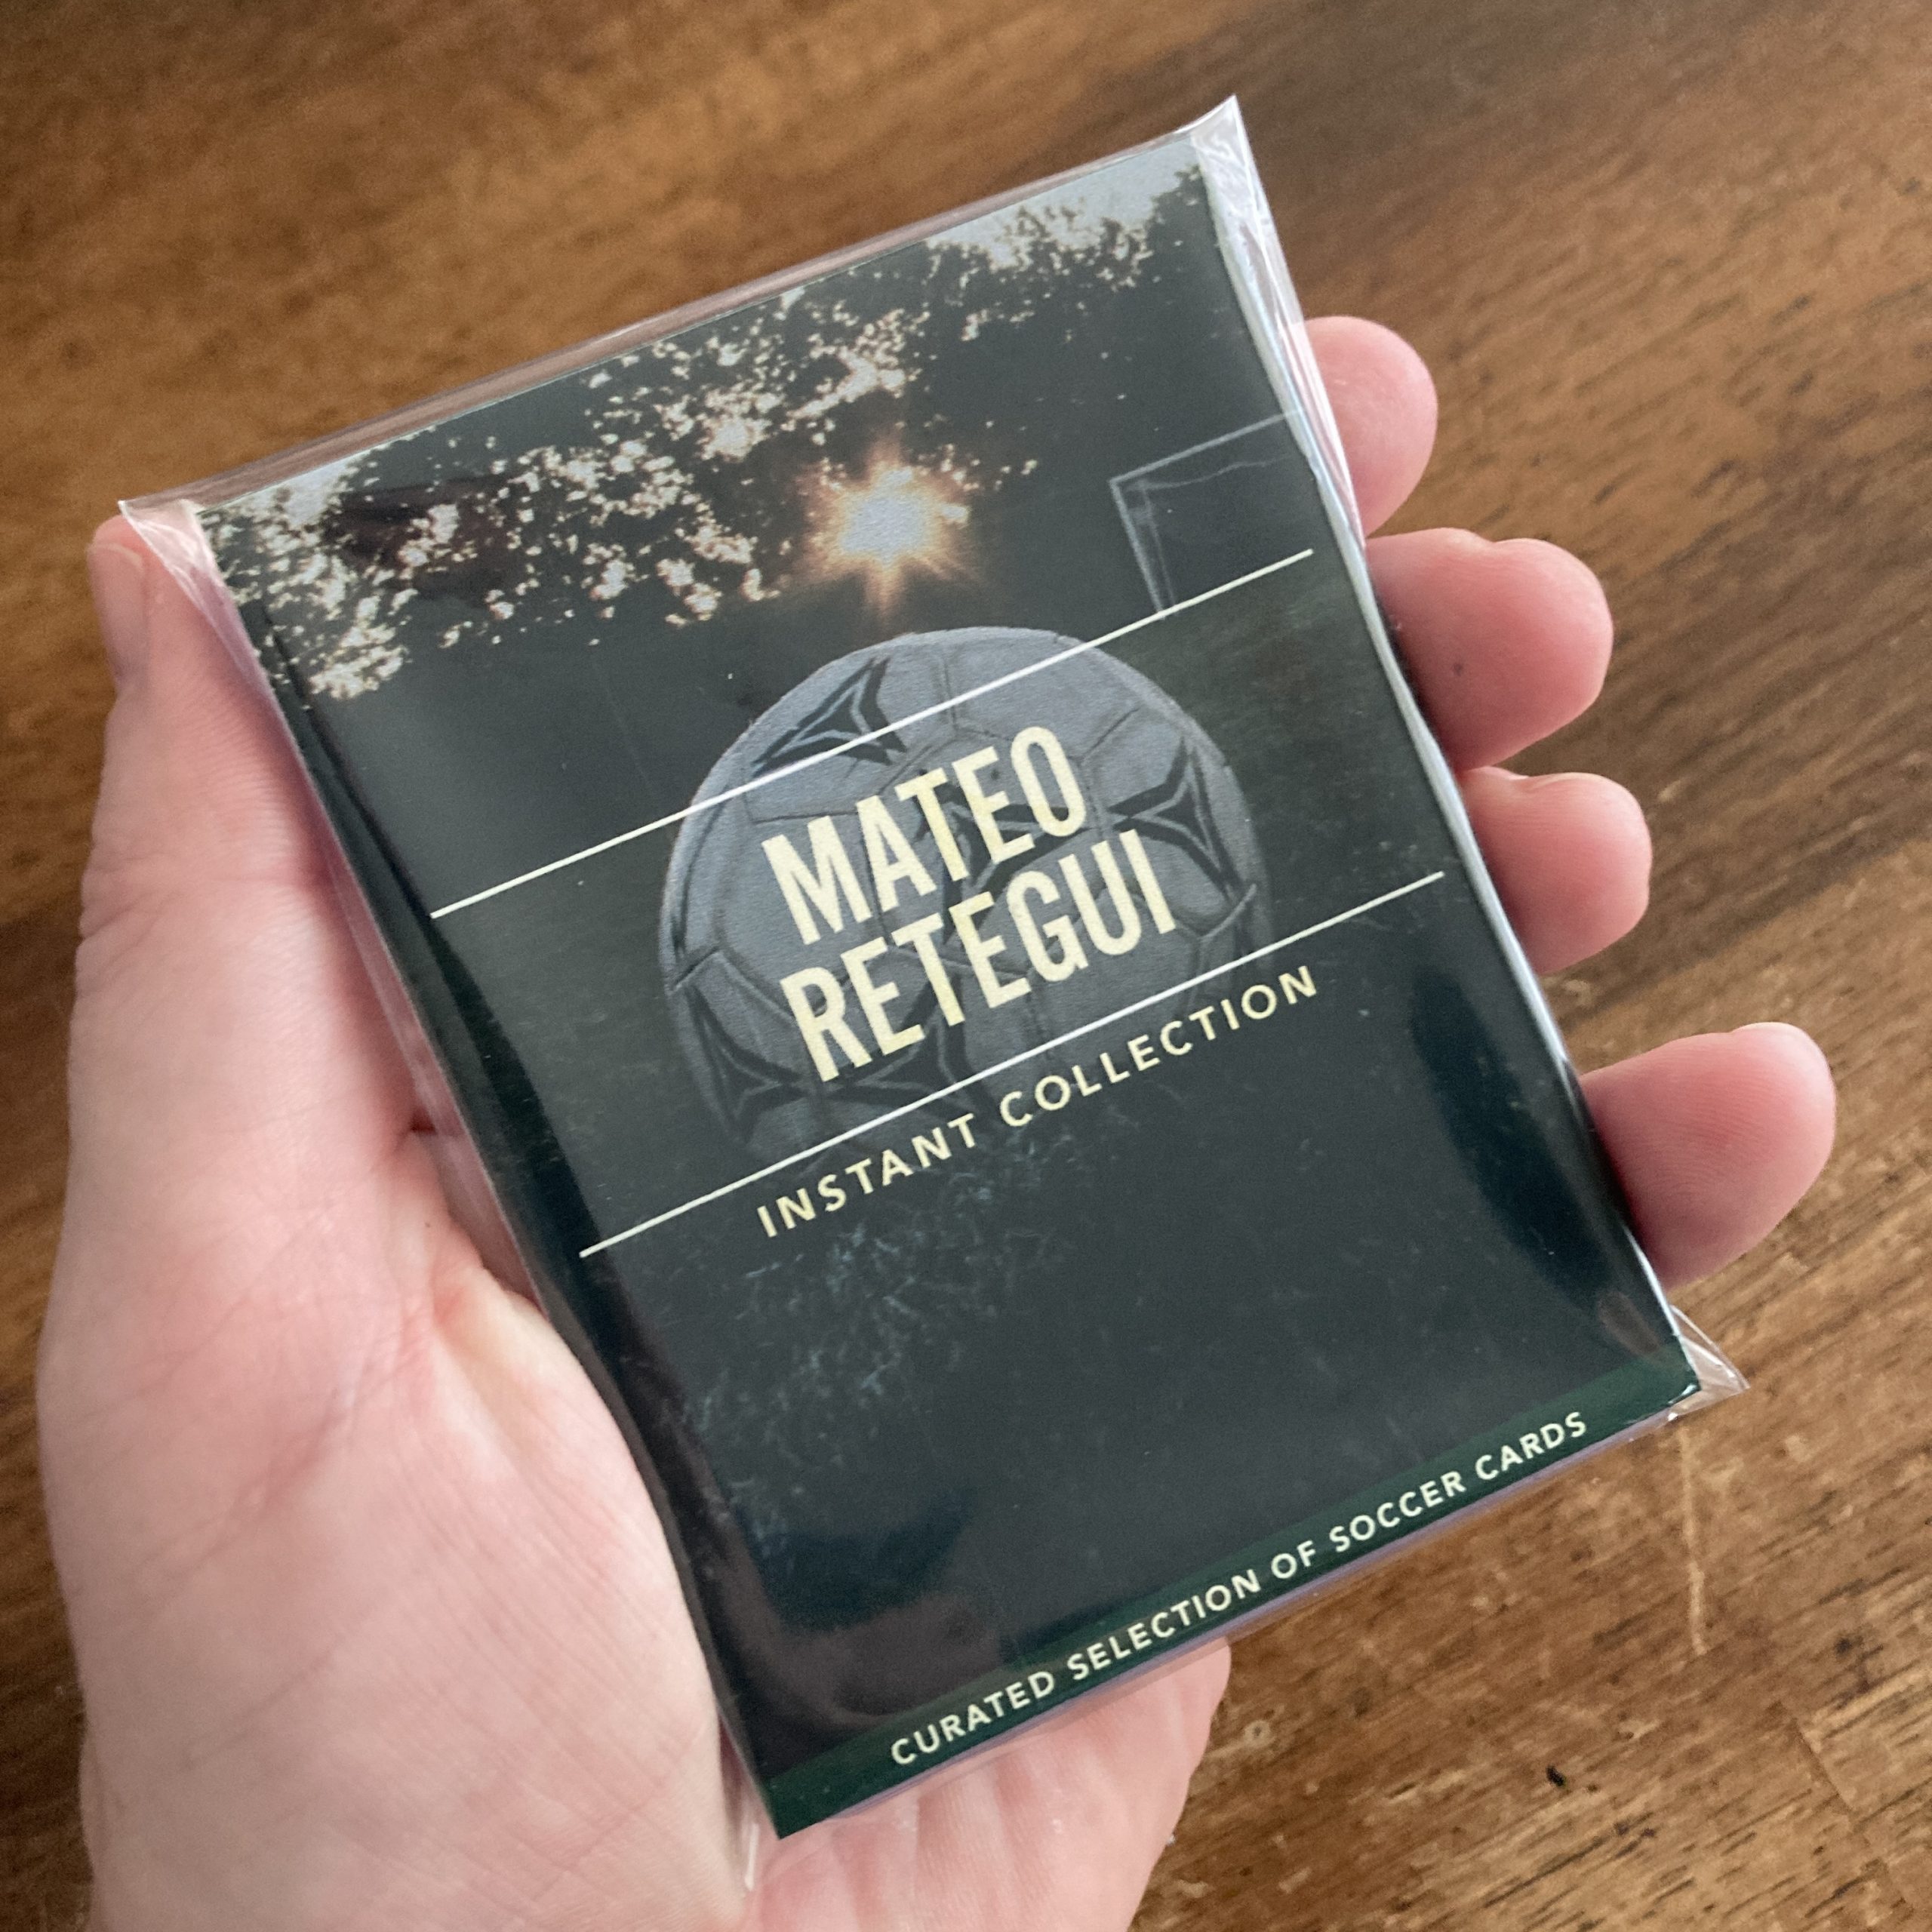 MATEO
RETEGUI
INSTANT COLLECTION
CURATED SELECTION OF SOCCER CARDS